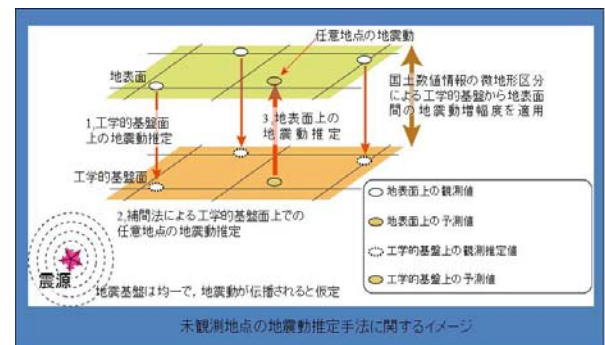 任意地点の地震動
地表面
国土数値情報の微地形区分
による工学的基盤から地表面
間の地震動増幅度を適用
1,工学的基盤面
上の地震動推定
3,地表面上の
地震動推定
工学的基盤面
2,補間法による工学的基盤面上での
任意地点の地震動推定
地表面上の観測値
地表面上の予測値
工学的基盤上の観測推定値
工学的基盤上の予測値
震源
地震基盤は均一で,地震動が伝播されると仮定
未観測地点の地震動推定手法に関するイメージ